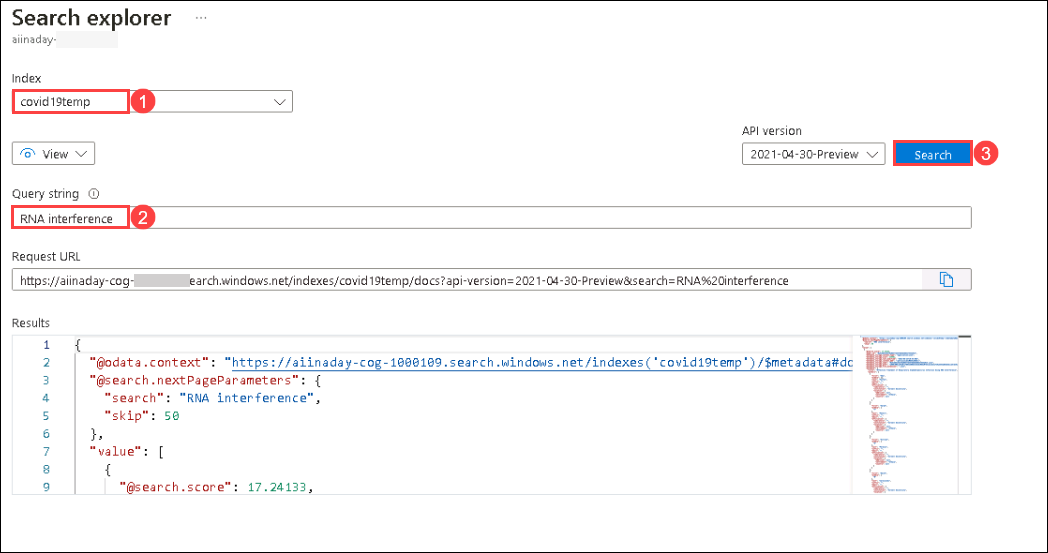 Search explorer ...
aiinaday-
Index
covid19temp 1
API version
View 2021-04-30-Preview Search 3
Query string
RNA interference 2
Request URL
https://aiinaday-cog- earch.windows.net/indexes/covid19temp/docs?api-version=2021-04-30-Preview&search=RNA%20interference
Results
1 {
2 "@odata.context": "https://aiinaday-cog-1000109.search.windows.net/indexes('covid19temp')/$metadata#do
3 "@search.nextPageParameters": {
4 "search": "RNA interference",
5 "skip": 50
6 },
7 "value": [
8 {
9 "@search.score": 17.24133,